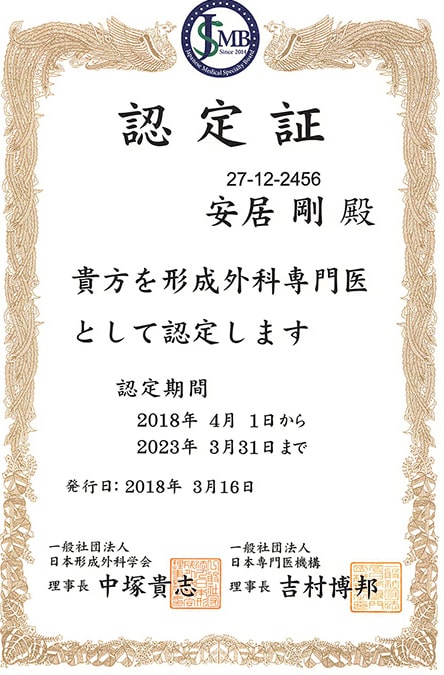 JSMB
Since 2014
Japanese Medical Specialty Board
認定証
27-12-2456
安居 剛 殿
貴方を形成外科専門医
として認定します
認定期間
2018年 4月 1日から
2023年 3月31日まで
発行日: 2018年 3月16日
一般社団法人
日本形成外科学会
理事長 中塚貴志
一般社団法人
日本専門医機構
理事長 吉村博邦